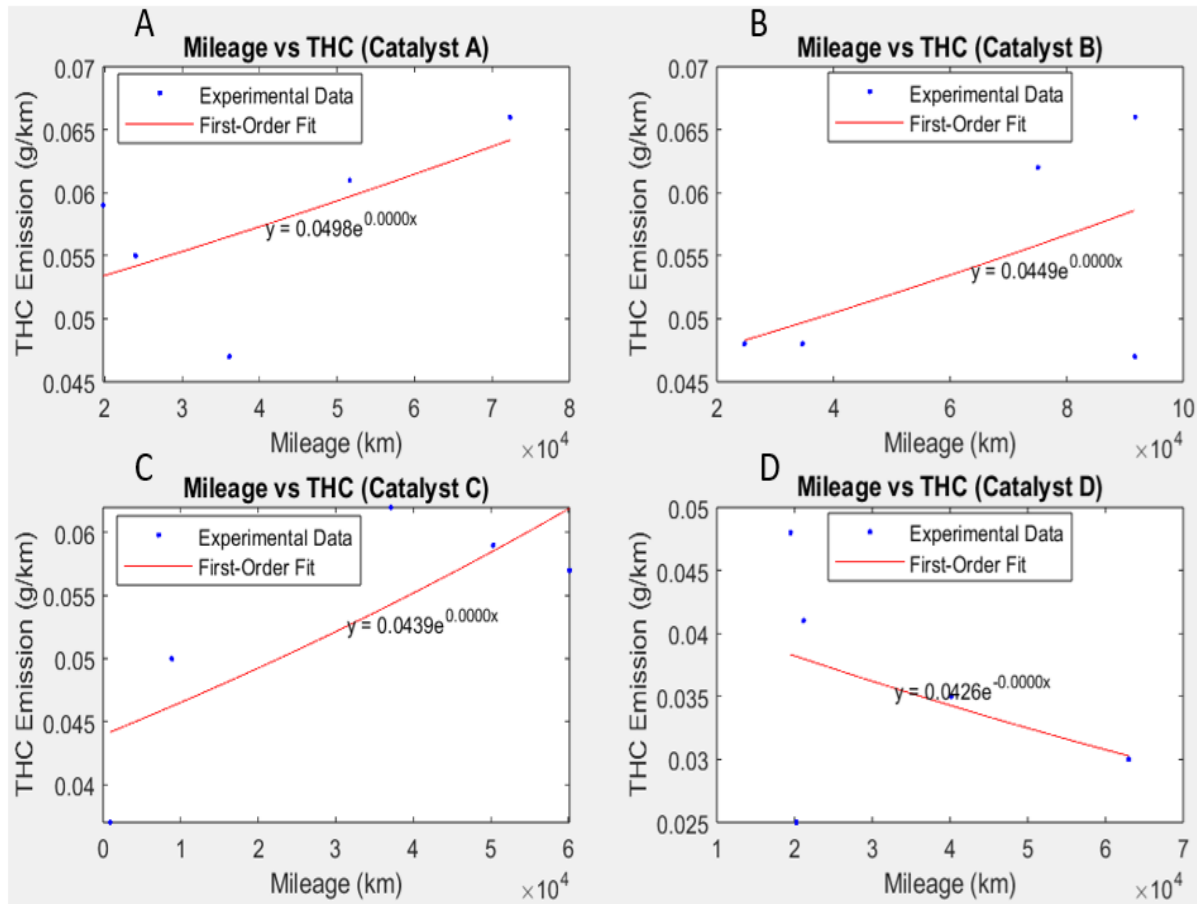 A
Mileage vs THC (Catalyst A)
0.07
0.065
0.06
0.055
0.05
0.045
THC Emission (g/km)
Experimental Data
First-Order Fit
y = 0.0498e^0.0000x
2 3 4 5 6 7 8
Mileage (km)
×10^4
B
Mileage vs THC (Catalyst B)
0.07
0.065
0.06
0.055
0.05
0.045
THC Emission (g/km)
Experimental Data
First-Order Fit
y = 0.0449e^0.0000x
2 4 6 8 10
Mileage (km)
×10^4
C
Mileage vs THC (Catalyst C)
0.06
0.055
0.05
0.045
0.04
THC Emission (g/km)
Experimental Data
First-Order Fit
y = 0.0439e^0.0000x
0 1 2 3 4 5 6
Mileage (km)
×10^4
D
Mileage vs THC (Catalyst D)
0.05
0.045
0.04
0.035
0.03
0.025
THC Emission (g/km)
Experimental Data
First-Order Fit
y = 0.0426e^-0.0000x
1 2 3 4 5 6 7
Mileage (km)
×10^4